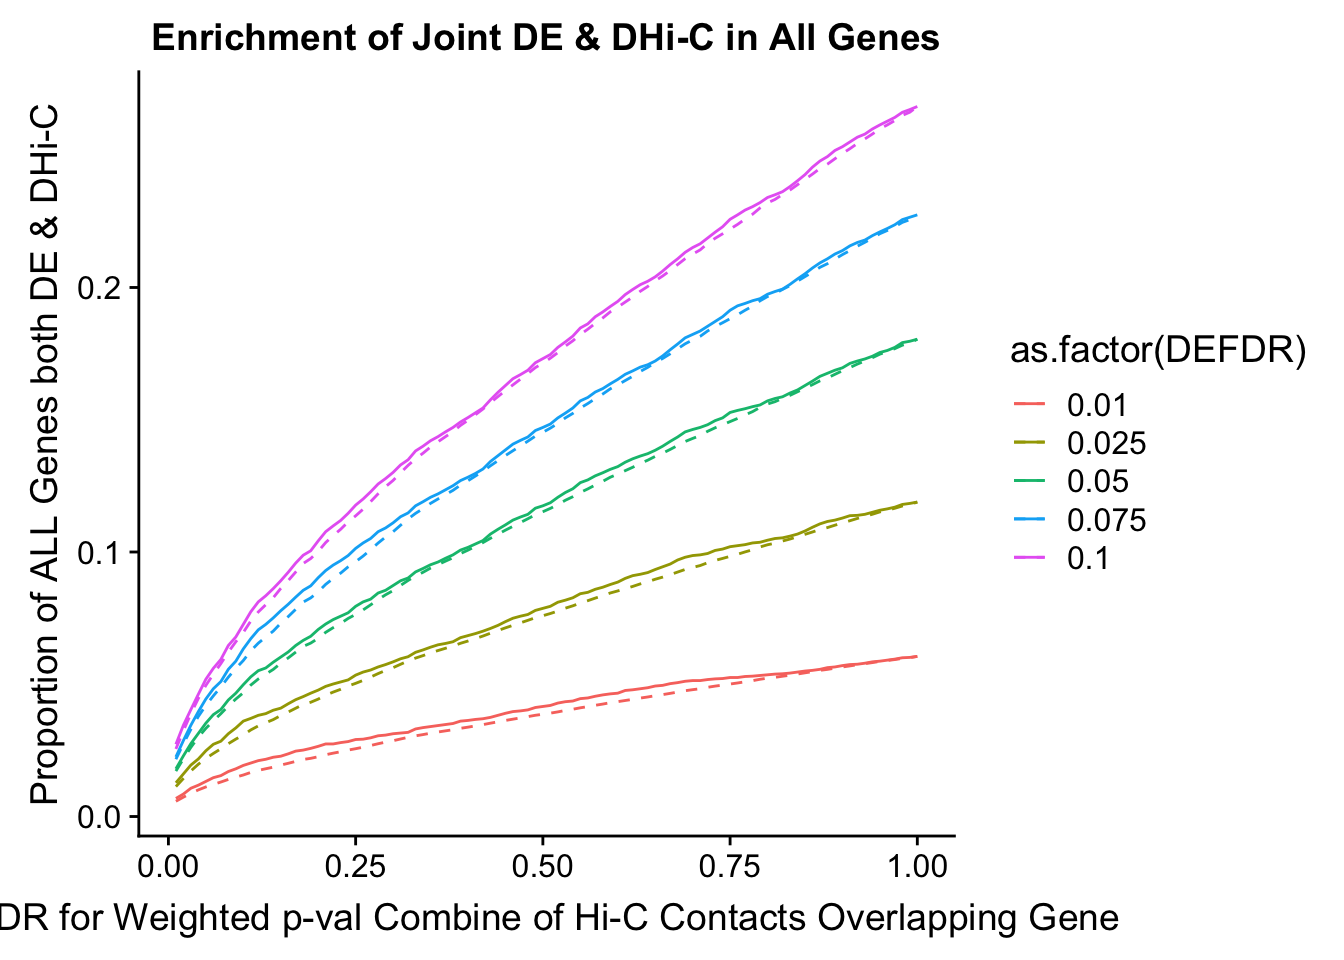 Enrichment of Joint DE & DHi-C in All Genes
Proportion of ALL Genes both DE & DHi-C
0.2
0.1
0.0
0.00 0.25 0.50 0.75 1.00
DR for Weighted p-val Combine of Hi-C Contacts Overlapping Gene
as.factor(DEFDR)
0.01
0.025
0.05
0.075
0.1